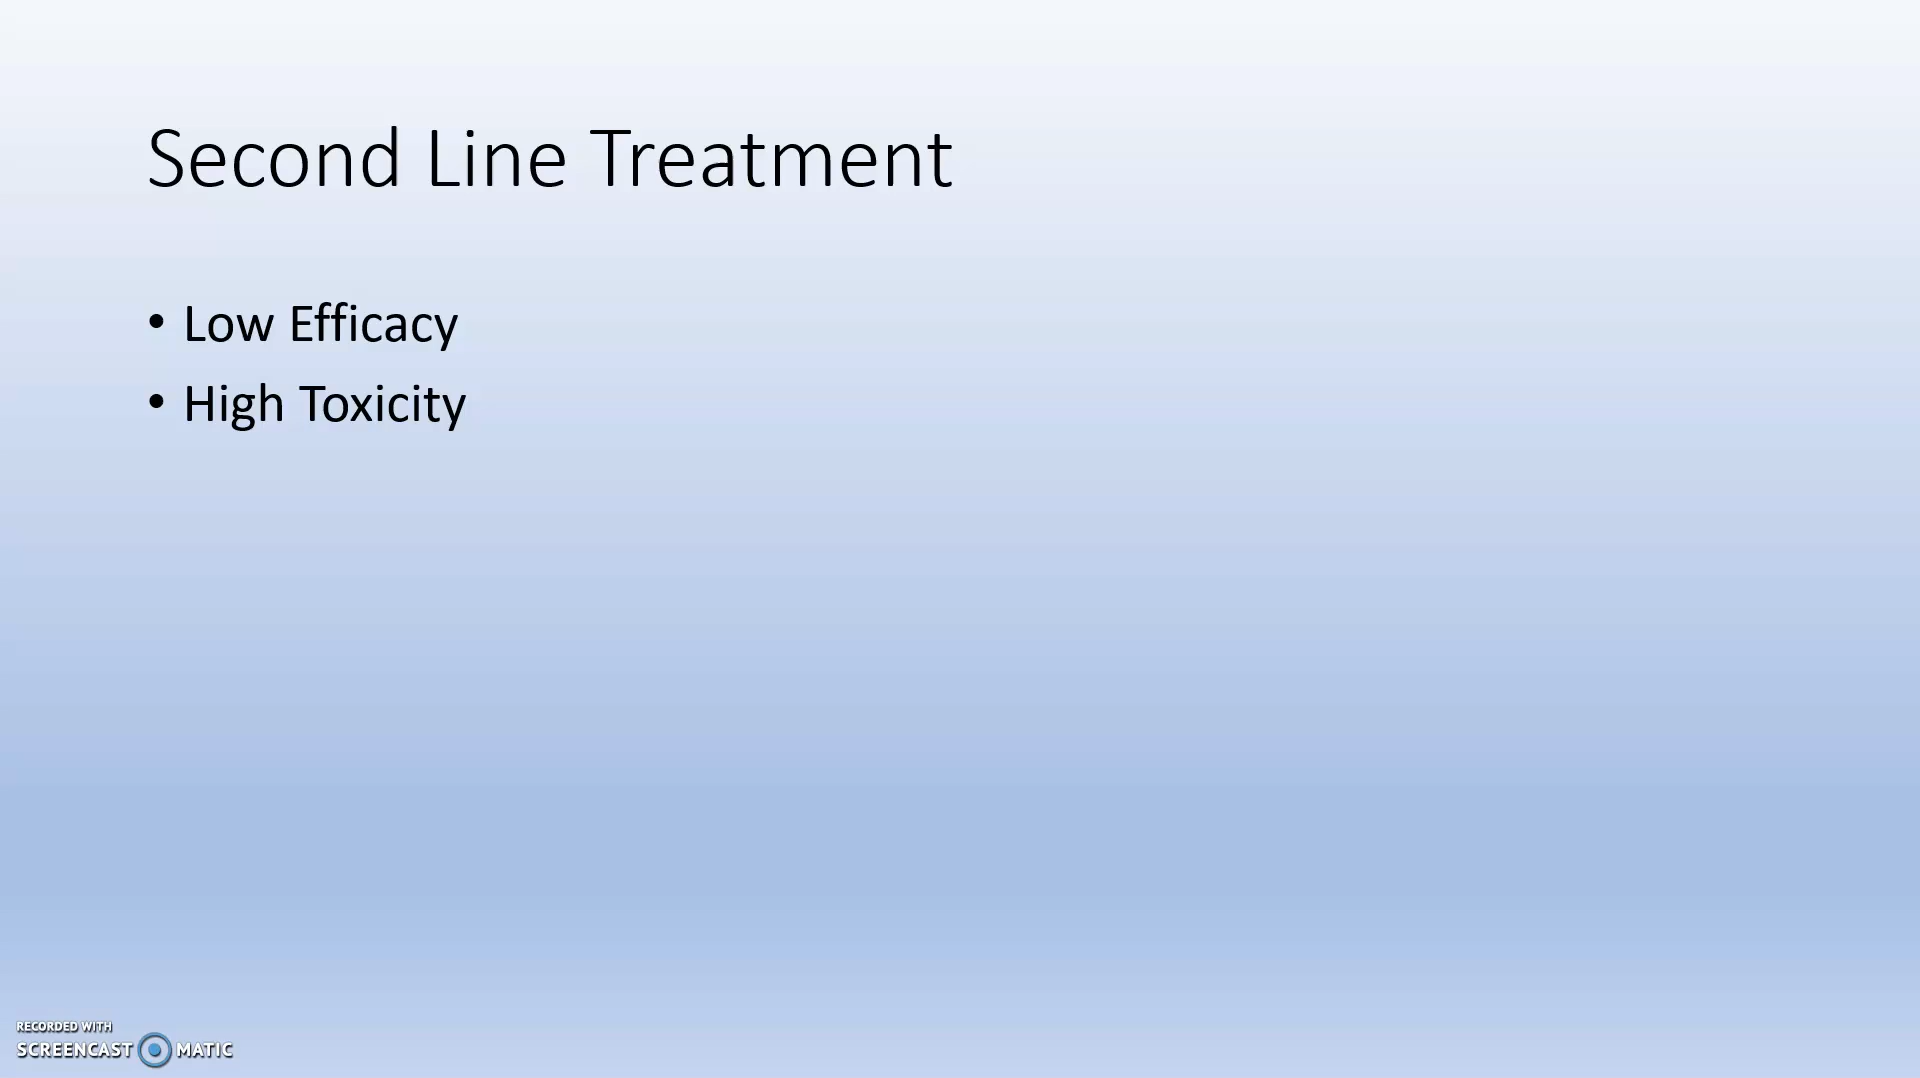 Second Line Treatment
• Low Efficacy
• High Toxicity
RECORDED WITH
SCREENCAST MATIC